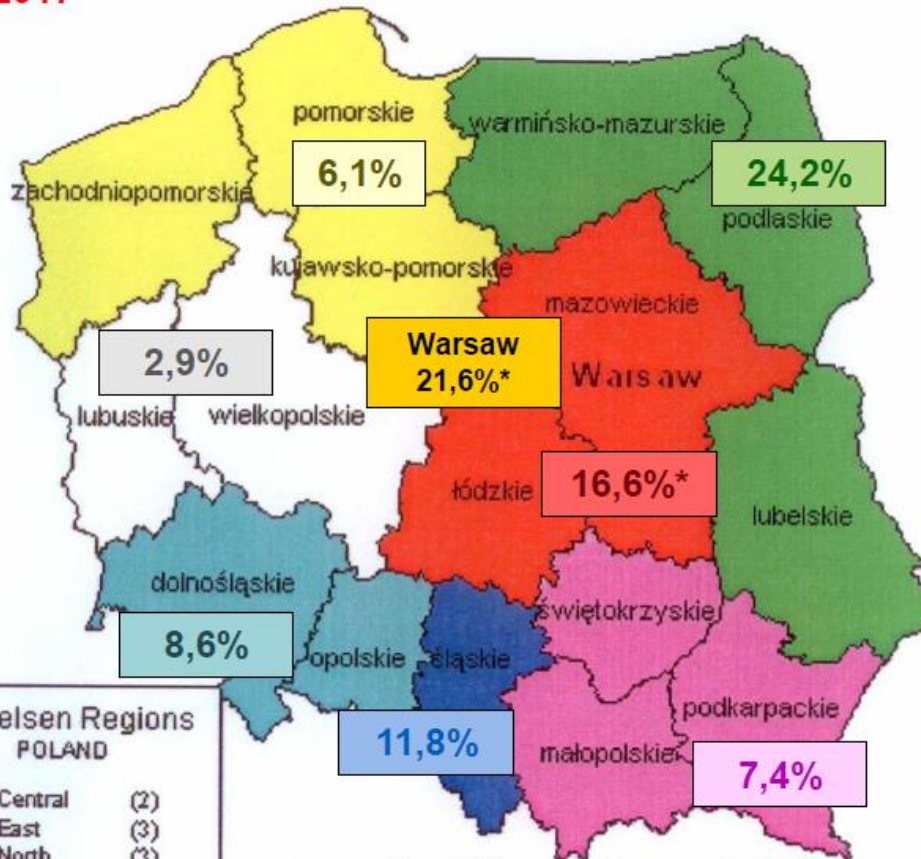 pomorskie
warmińsko-mazurskie
6,1%
24,2%
zachodniopomorskie
podlaskie
kujawsko-pomorskie
mazowieckie
Warsaw
21,6%*
2,9%
Warsaw
lubuskie
wielkopolskie
łódzkie
16,6%*
lubelskie
dolnośląskie
świętokrzyskie
8,6%
opolskie
śląskie
elsen Regions
POLAND
podkarpackie
11,8%
małopolskie
7,4%
Central (2)
East (3)
North (3)